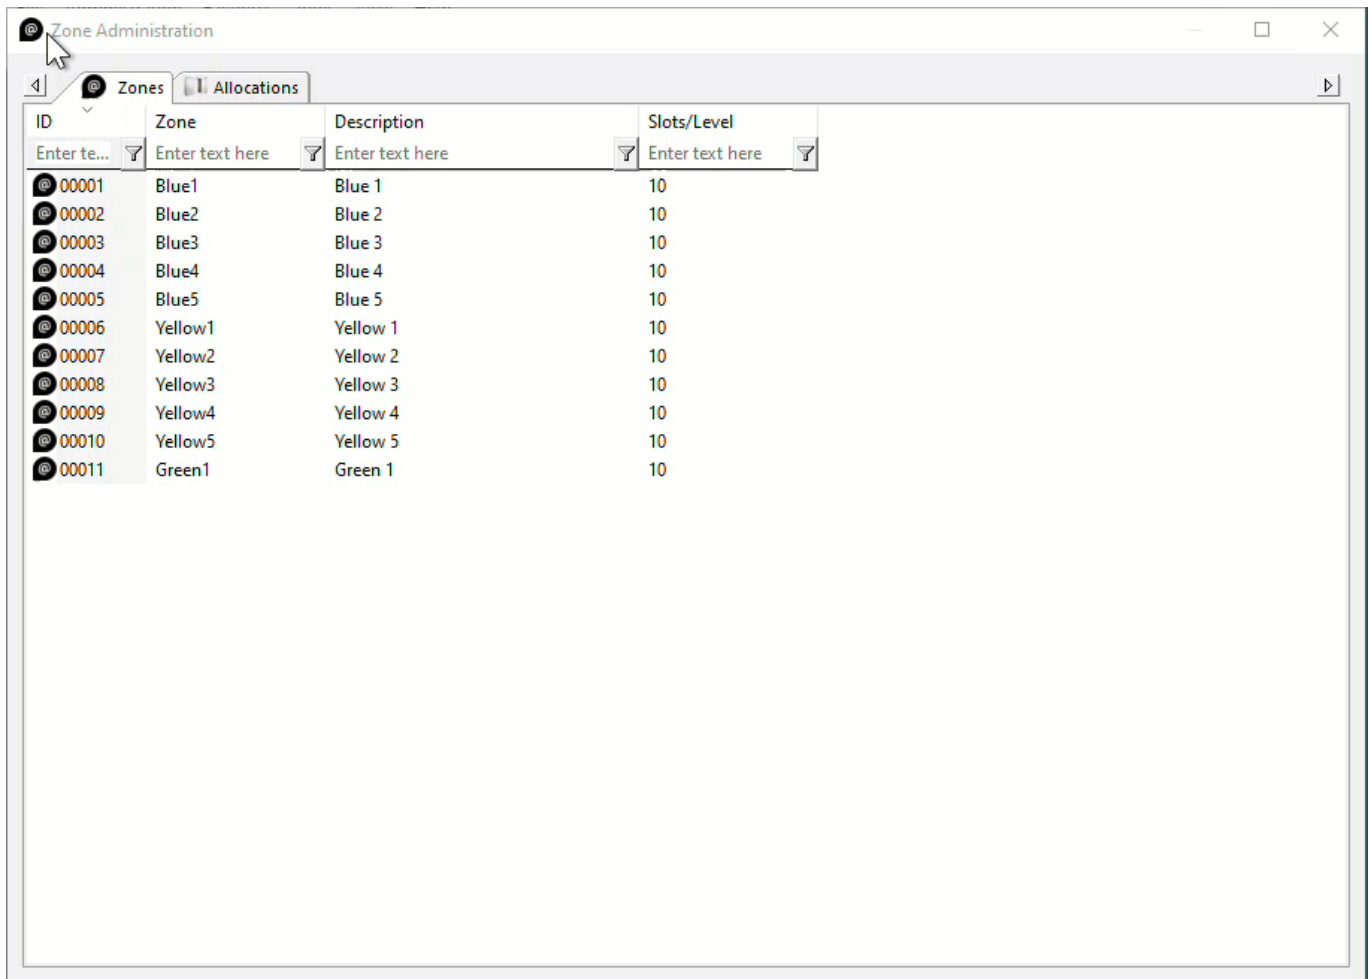 Zone Administration
Zones Allocations
ID Zone Description Slots/Level
Enter te... Enter text here Enter text here Enter text here
@ 00001 Blue1 Blue 1 10
@ 00002 Blue2 Blue 2 10
@ 00003 Blue3 Blue 3 10
@ 00004 Blue4 Blue 4 10
@ 00005 Blue5 Blue 5 10
@ 00006 Yellow1 Yellow 1 10
@ 00007 Yellow2 Yellow 2 10
@ 00008 Yellow3 Yellow 3 10
@ 00009 Yellow4 Yellow 4 10
@ 00010 Yellow5 Yellow 5 10
@ 00011 Green1 Green 1 10